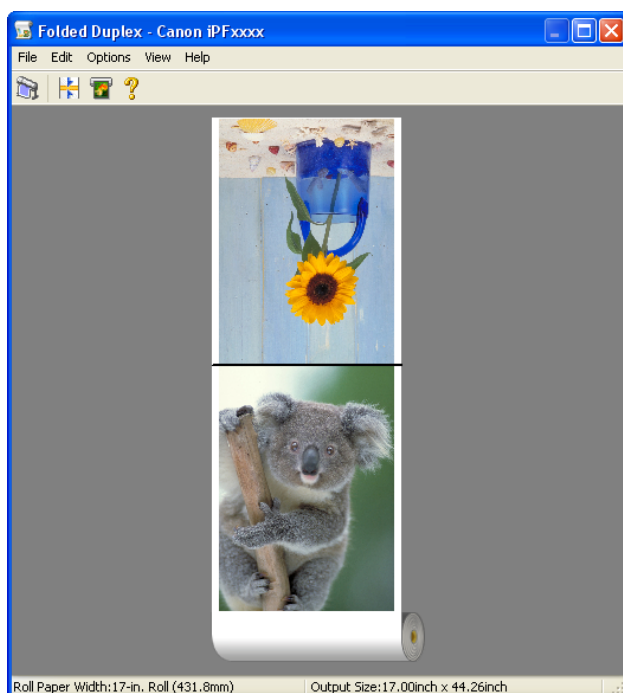 Folded Duplex - Canon iPFxxxx
File Edit Options View Help
Roll Paper Width:17-in. Roll (431.8mm) Output Size:17.00inch x 44.26inch